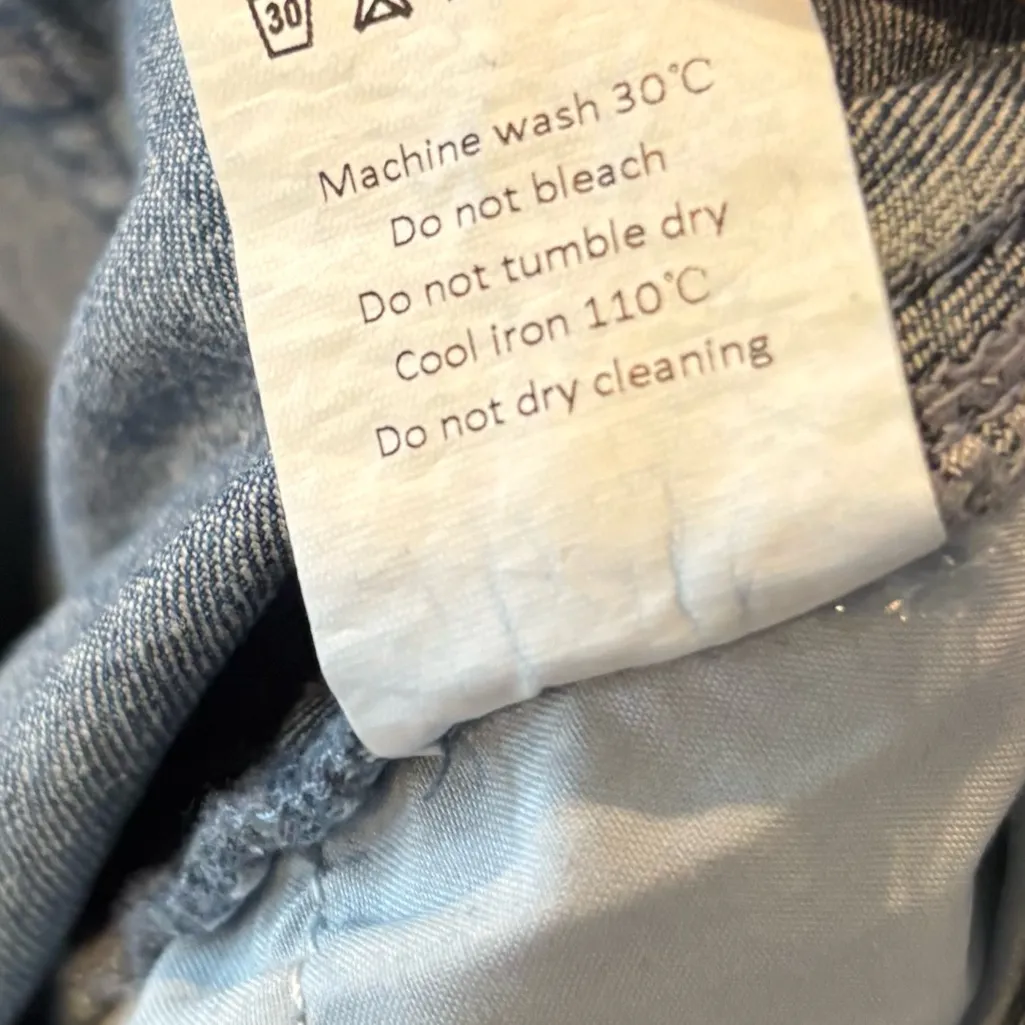 30
Machine wash 30°C
Do not bleach
Do not tumble dry
Cool iron 110°C
Do not dry cleaning